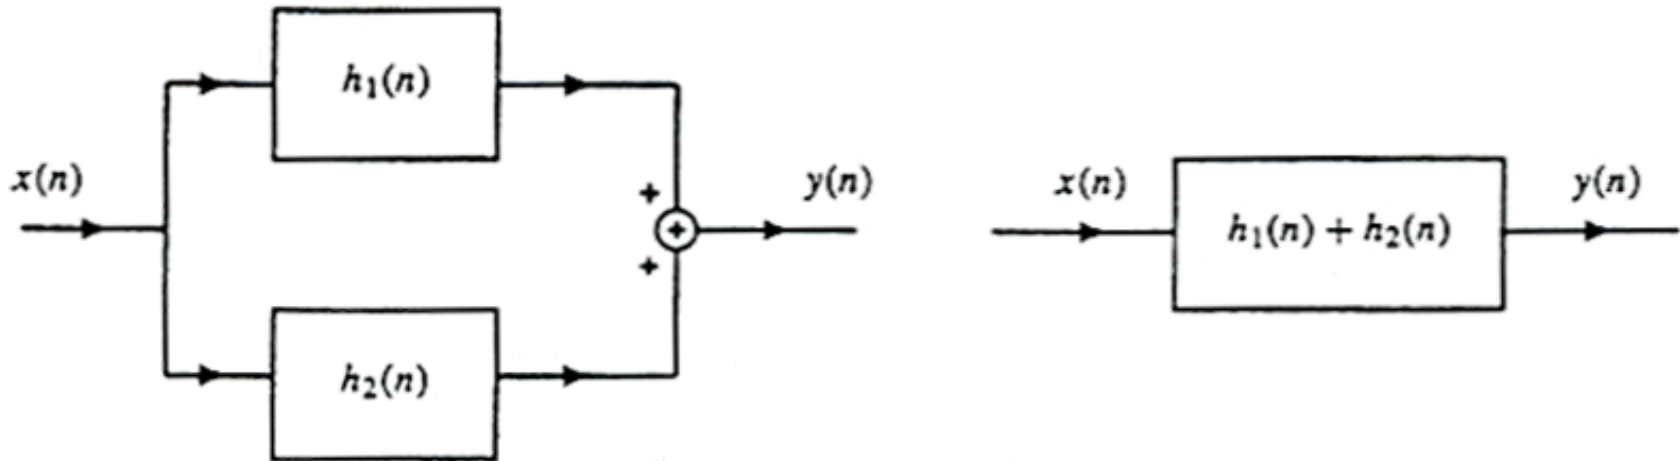 h₁(n)
x(n)
+
+
+
y(n)
h₂(n)
x(n)
h₁(n) + h₂(n)
y(n)